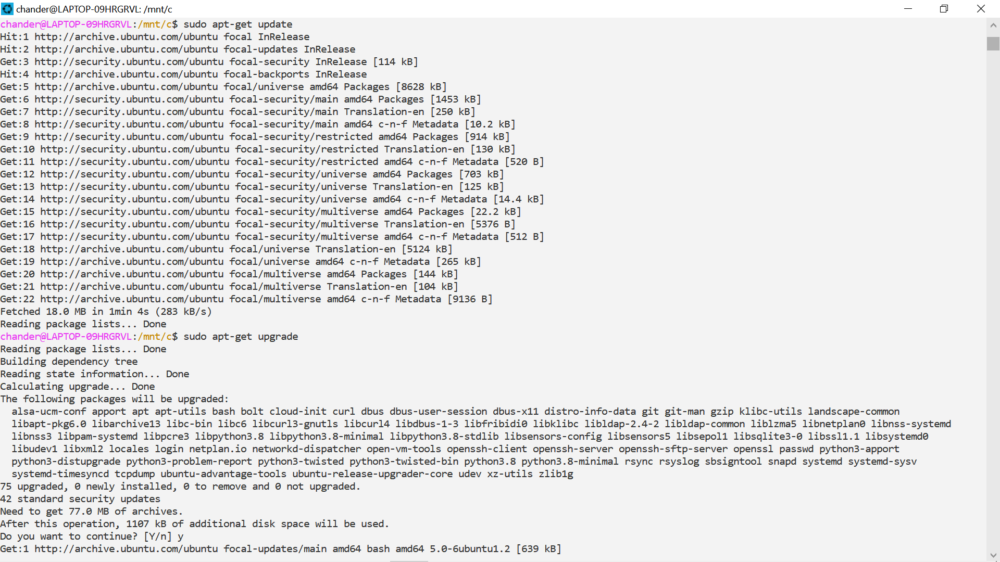 chander@LAPTOP-09HRGRVL: /mnt/c
chander@LAPTOP-09HRGRVL:/mnt/c$ sudo apt-get update
Hit:1 http://archive.ubuntu.com/ubuntu focal InRelease
Hit:2 http://archive.ubuntu.com/ubuntu focal-updates InRelease
Get:3 http://security.ubuntu.com/ubuntu focal-security InRelease [114 kB]
Hit:4 http://archive.ubuntu.com/ubuntu focal-backports InRelease
Get:5 http://archive.ubuntu.com/ubuntu focal/universe amd64 Packages [8628 kB]
Get:6 http://security.ubuntu.com/ubuntu focal-security/main amd64 Packages [1453 kB]
Get:7 http://security.ubuntu.com/ubuntu focal-security/main Translation-en [250 kB]
Get:8 http://security.ubuntu.com/ubuntu focal-security/main amd64 c-n-f Metadata [10.2 kB]
Get:9 http://security.ubuntu.com/ubuntu focal-security/restricted amd64 Packages [914 kB]
Get:10 http://security.ubuntu.com/ubuntu focal-security/restricted Translation-en [130 kB]
Get:11 http://security.ubuntu.com/ubuntu focal-security/restricted amd64 c-n-f Metadata [520 B]
Get:12 http://security.ubuntu.com/ubuntu focal-security/universe amd64 Packages [703 kB]
Get:13 http://security.ubuntu.com/ubuntu focal-security/universe Translation-en [125 kB]
Get:14 http://security.ubuntu.com/ubuntu focal-security/universe amd64 c-n-f Metadata [14.4 kB]
Get:15 http://security.ubuntu.com/ubuntu focal-security/multiverse amd64 Packages [22.2 kB]
Get:16 http://security.ubuntu.com/ubuntu focal-security/multiverse Translation-en [5376 B]
Get:17 http://security.ubuntu.com/ubuntu focal-security/multiverse amd64 c-n-f Metadata [512 B]
Get:18 http://archive.ubuntu.com/ubuntu focal/universe Translation-en [5124 kB]
Get:19 http://archive.ubuntu.com/ubuntu focal/universe amd64 c-n-f Metadata [265 kB]
Get:20 http://archive.ubuntu.com/ubuntu focal/multiverse amd64 Packages [144 kB]
Get:21 http://archive.ubuntu.com/ubuntu focal/multiverse Translation-en [104 kB]
Get:22 http://archive.ubuntu.com/ubuntu focal/multiverse amd64 c-n-f Metadata [9136 B]
Fetched 18.0 MB in 1min 4s (283 kB/s)
Reading package lists... Done
chander@LAPTOP-09HRGRVL:/mnt/c$ sudo apt-get upgrade
Reading package lists... Done
Building dependency tree
Reading state information... Done
Calculating upgrade... Done
The following packages will be upgraded:
alsa-ucm-conf apport apt apt-utils bash bolt cloud-init curl dbus dbus-user-session dbus-x11 distro-info-data git git-man gzip klibc-utils landscape-common
libapt-pkg6.0 libarchive13 libc-bin libc6 libcurl3-gnutls libcurl4 libdbus-1-3 libfribidi0 libklibc libldap-2.4-2 libldap-common liblzma5 libnetplan0 libnss-systemd
libnss3 libpam-systemd libpcre3 libpython3.8 libpython3.8-minimal libpython3.8-stdlib libsensors-config libsensors5 libsepol1 libsqlite3-0 libssl1.1 libsystemd0
libudev1 libxml2 locales login netplan.io networkd-dispatcher open-vm-tools openssh-client openssh-server openssh-sftp-server openssl passwd python3-apport
python3-distupgrade python3-problem-report python3-twisted python3-twisted-bin python3.8 python3.8-minimal rsync rsyslog sbsigntool snapd systemd systemd-sysv
systemd-timesyncd tcpdump ubuntu-advantage-tools ubuntu-release-upgrader-core udev xz-utils zlib1g
75 upgraded, 0 newly installed, 0 to remove and 0 not upgraded.
42 standard security updates
Need to get 77.0 MB of archives.
After this operation, 1107 kB of additional disk space will be used.
Do you want to continue? [Y/n] y
Get:1 http://archive.ubuntu.com/ubuntu focal-updates/main amd64 bash amd64 5.0-6ubuntu1.2 [639 kB]